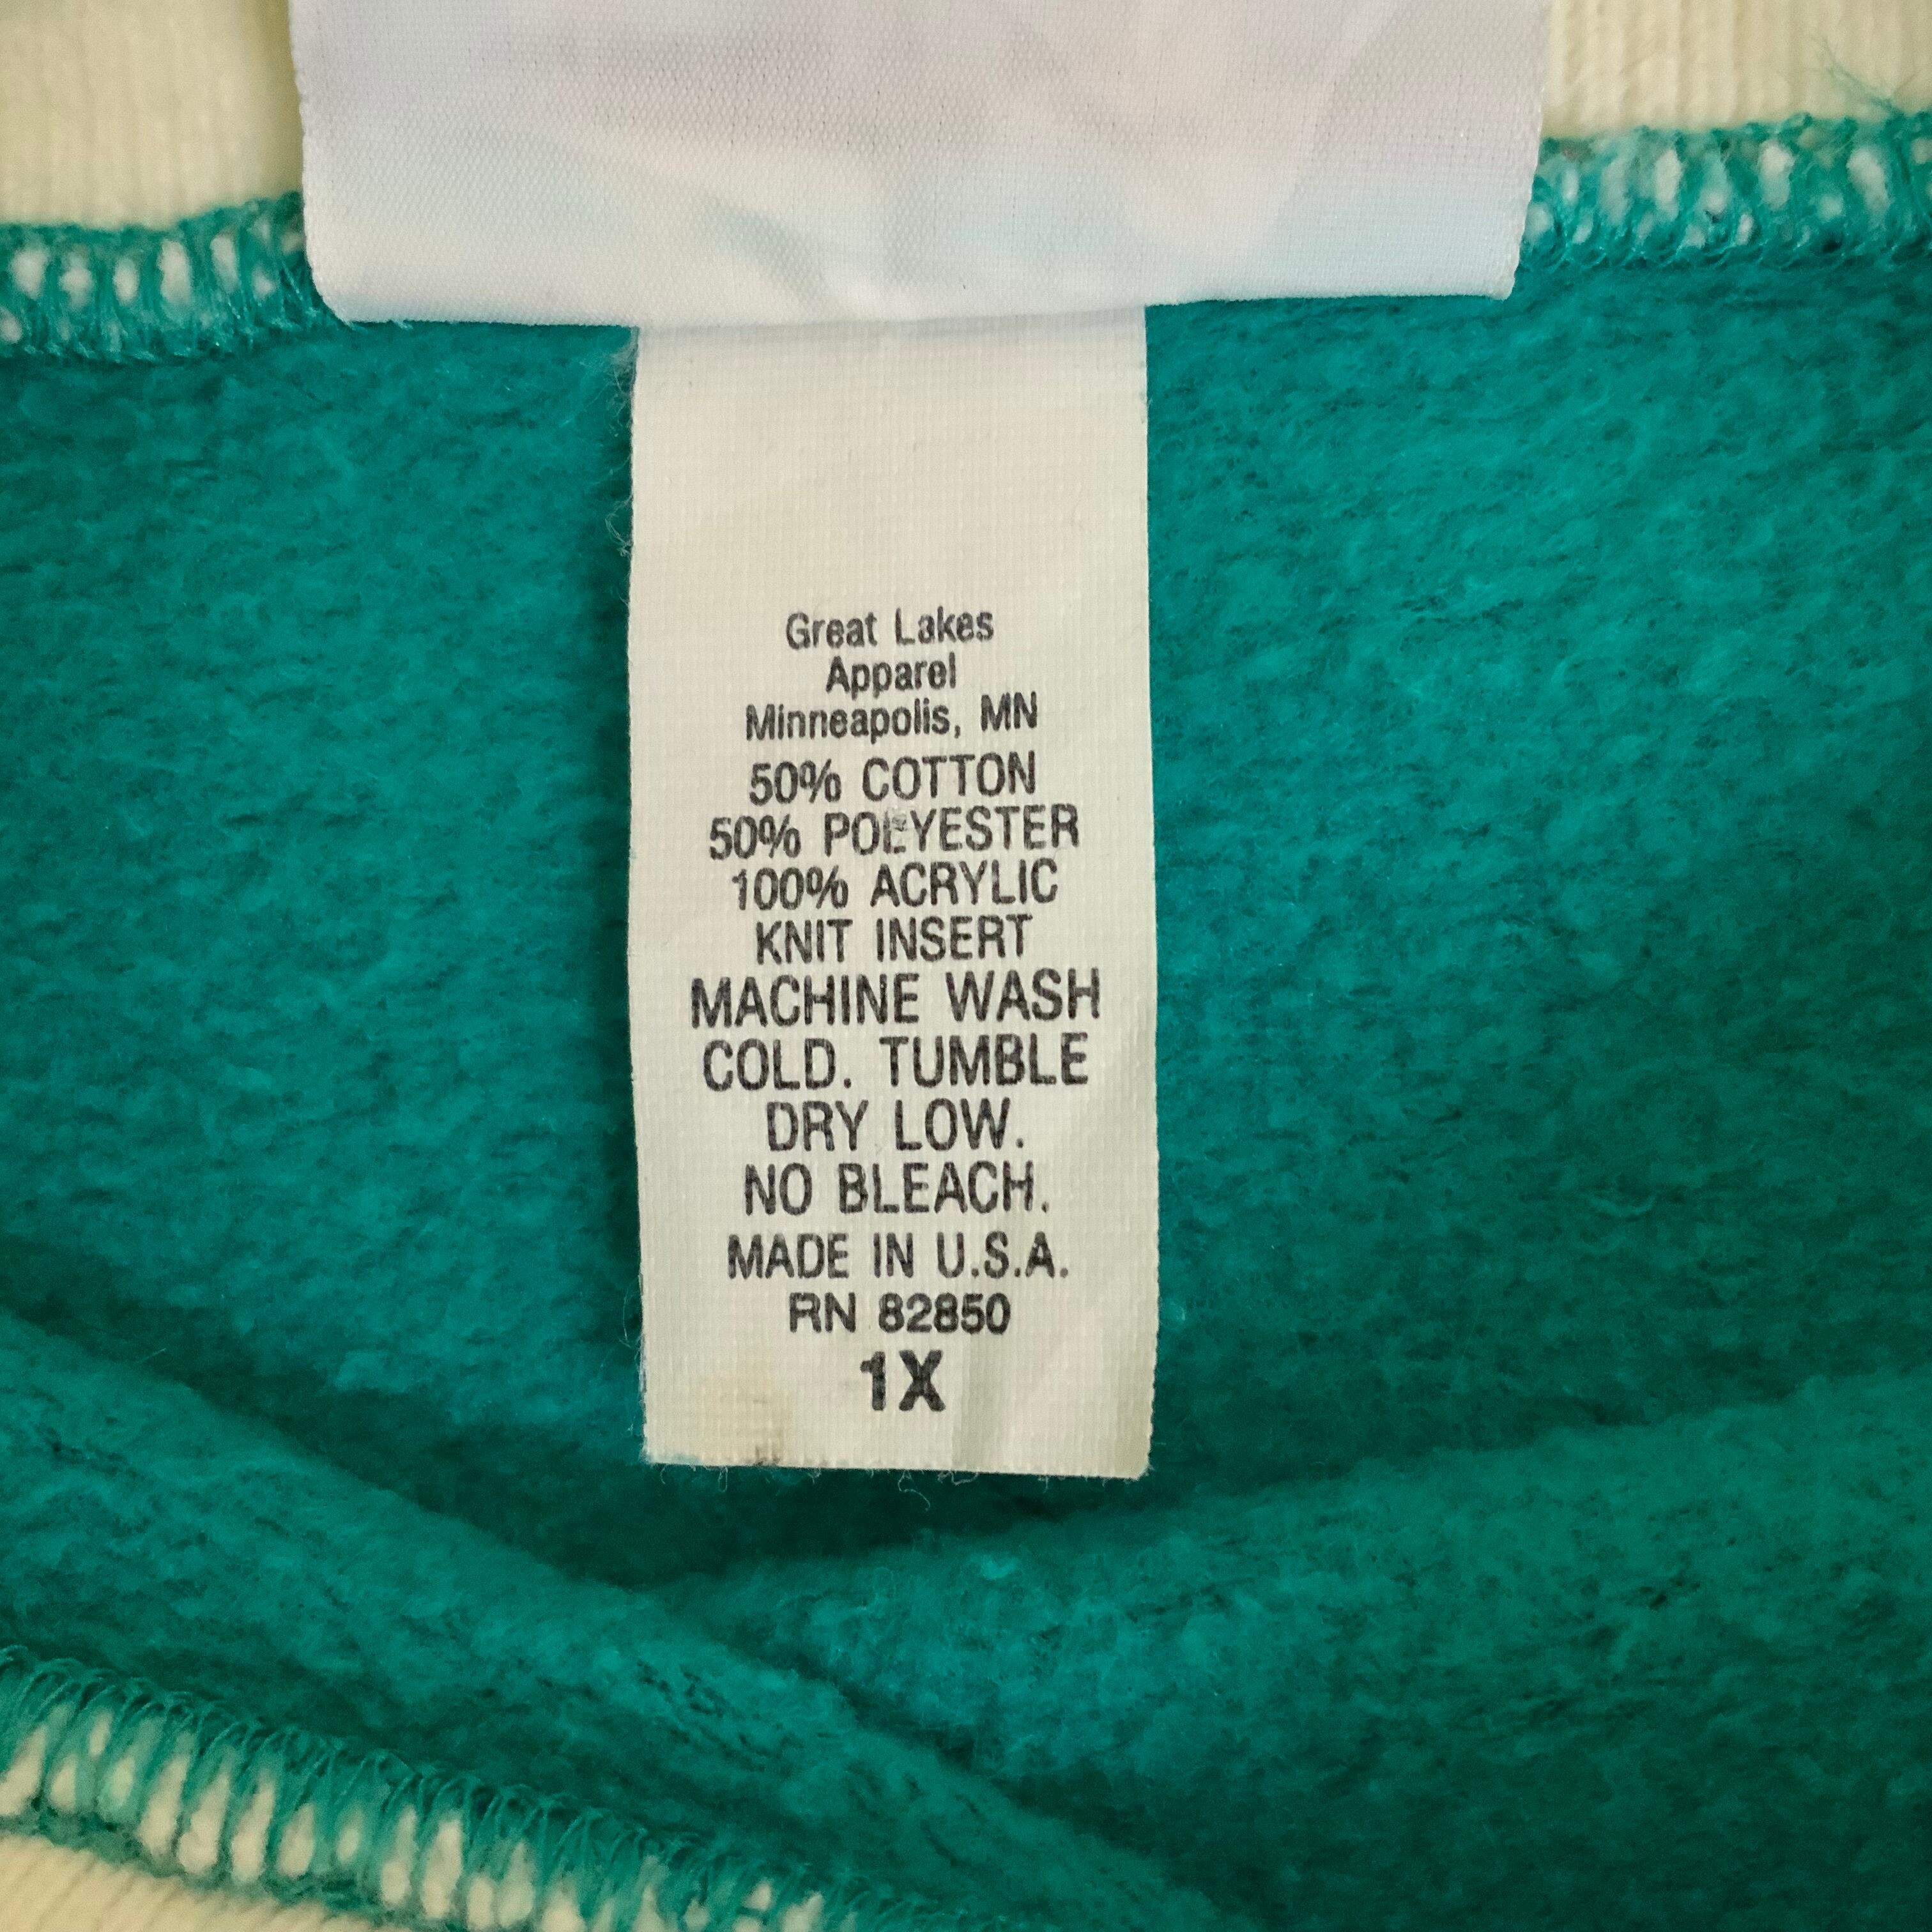 Great Lakes
Apparel
Minneapolis, MN
50% COTTON
50% POLYESTER
100% ACRYLIC
KNIT INSERT
MACHINE WASH
COLD. TUMBLE
DRY LOW.
NO BLEACH.
MADE IN U.S.A.
RN 82850
1X